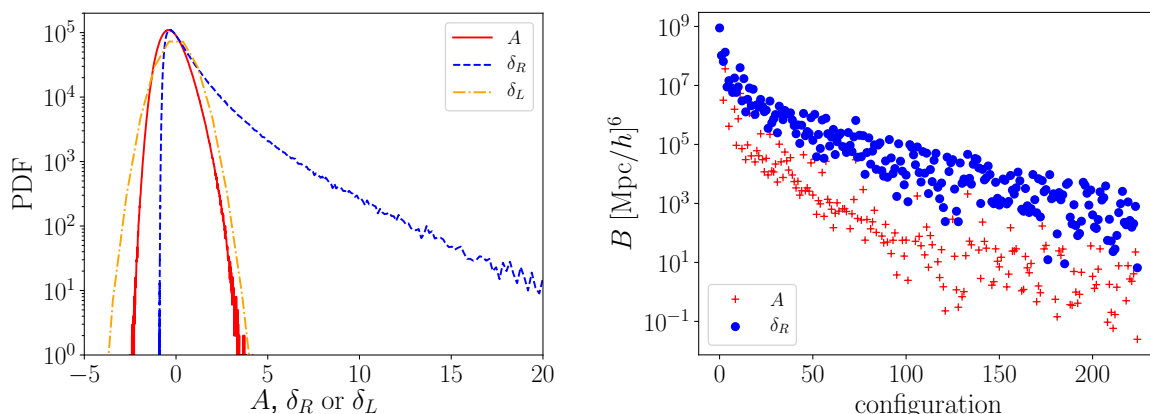 10^5
10^4
10^3
10^2
10^1
10^0
PDF
−5 0 5 10 15 20
A, δ_R or δ_L
A
δ_R
δ_L
10^9
10^7
10^5
10^3
10^1
10^−1
B [Mpc/h]^6
0 50 100 150 200
configuration
A
δ_R